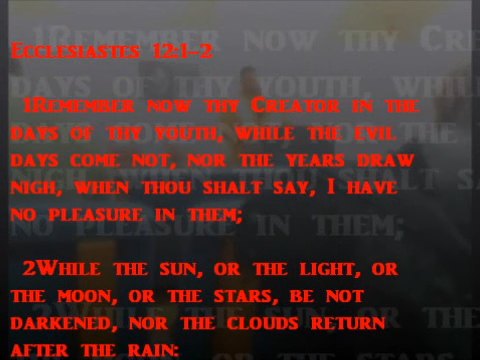 Ecclesiastes 12:1-2
1Remember now thy Creator in the
days of thy youth, while the evil
days come not, nor the years draw
nigh, when thou shalt say, I have
no pleasure in them;
2While the sun, or the light, or
the moon, or the stars, be not
darkened, nor the clouds return
after the rain: